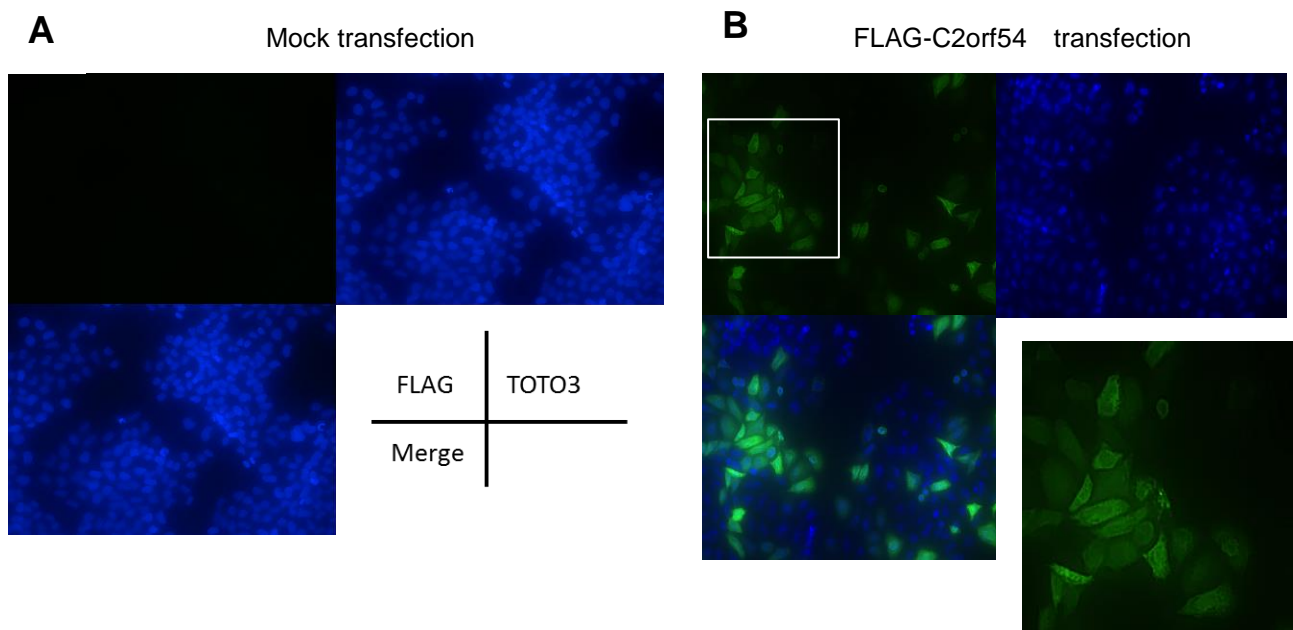 A
Mock transfection
B
FLAG-C2orf54 transfection
FLAG
TOTO3
Merge